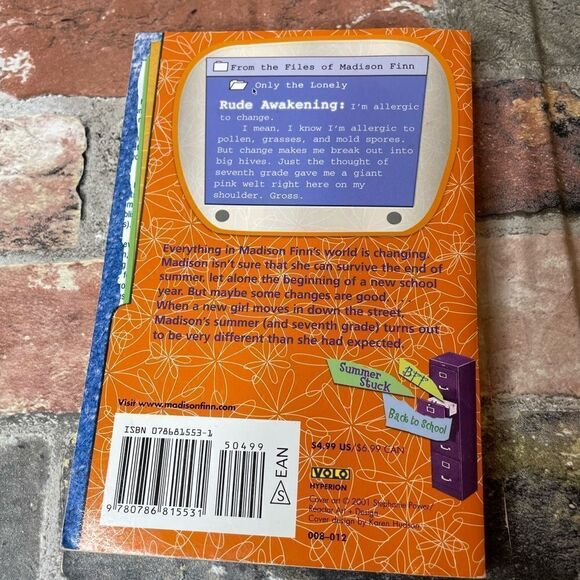 From the Files of Madison Finn
Only the Lonely
Rude Awakening: I'm allergic
to change.
I mean, I know I'm allergic to
pollen, grasses, and mold spores.
But change makes me break out into
big hives. Just the thought of
seventh grade gave me a giant
pink welt right here on my
shoulder. Gross.
Everything in Madison Finn's world is changing.
Madison isn't sure that she can survive the end of
summer, let alone the beginning of a new school
year. But maybe some changes are good. . . .
When a new girl moves in down the street,
Madison's summer (and seventh grade) turns out
to be very different than she had expected.
Summer
Stuck
BFF
Back to School
Visit www.madisonfinn.com
ISBN 078681553-1
50499
9 780786 815531
S
EAN
$4.99 US/$6.99 CAN
VOLO
HYPERION
Cover art © 2001 Stephanie Power/
Reactor Art + Design
Cover design by Karen Hudson
008-012